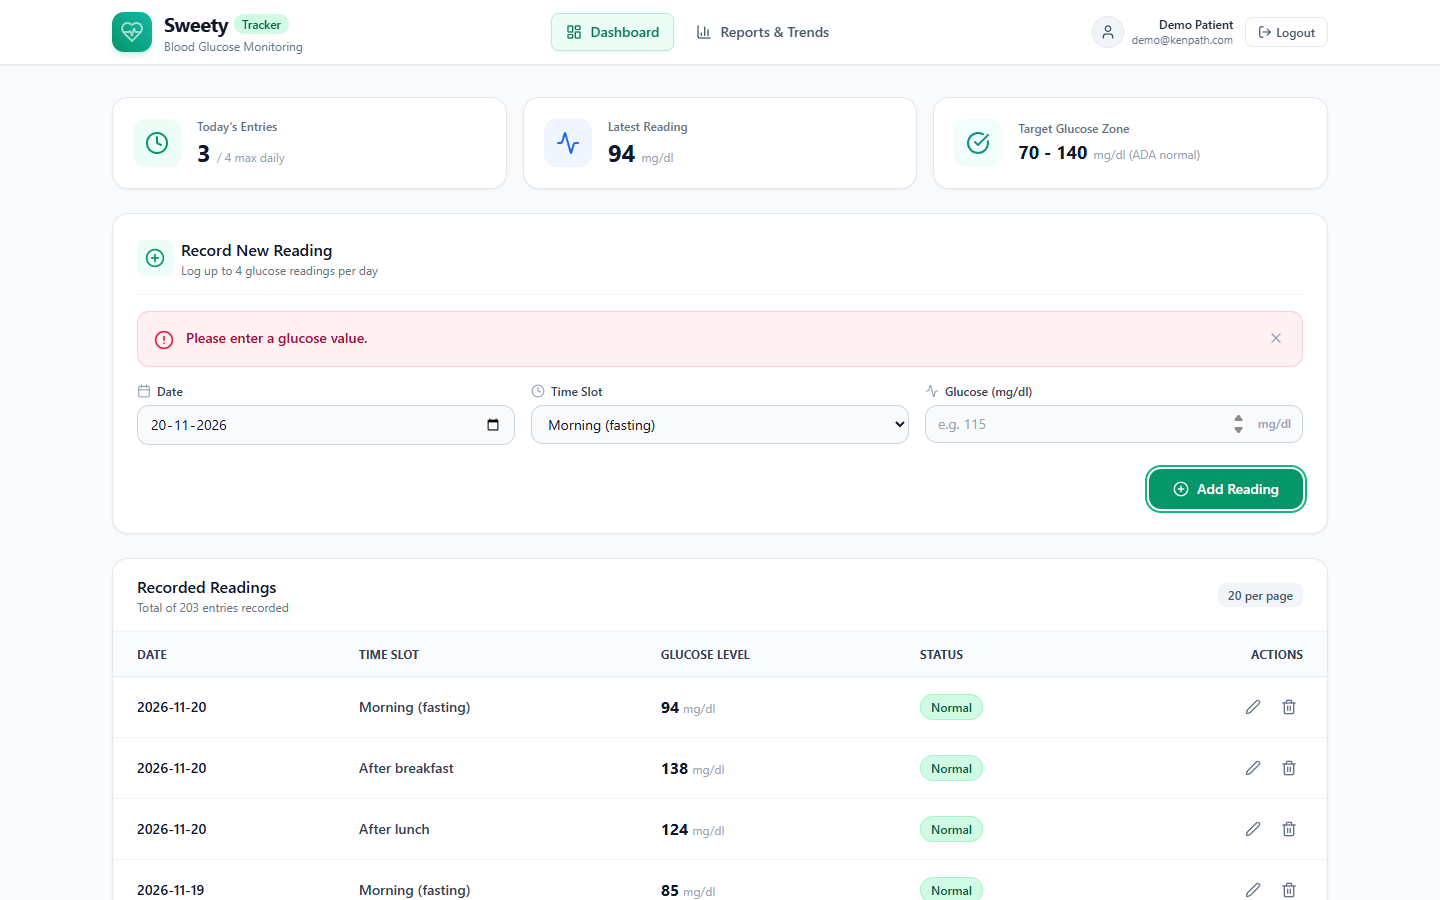 Sweety Tracker
Blood Glucose Monitoring
Dashboard
Reports & Trends
Demo Patient
demo@kenpath.com
Logout
Today's Entries
3 / 4 max daily
Latest Reading
94 mg/dl
Target Glucose Zone
70 - 140 mg/dl (ADA normal)
Record New Reading
Log up to 4 glucose readings per day
Please enter a glucose value.
Date
20-11-2026
Time Slot
Morning (fasting)
Glucose (mg/dl)
e.g. 115 mg/dl
Add Reading
Recorded Readings
Total of 203 entries recorded
20 per page
DATE TIME SLOT GLUCOSE LEVEL STATUS ACTIONS
2026-11-20 Morning (fasting) 94 mg/dl Normal
2026-11-20 After breakfast 138 mg/dl Normal
2026-11-20 After lunch 124 mg/dl Normal
2026-11-19 Morning (fasting) 85 mg/dl Normal